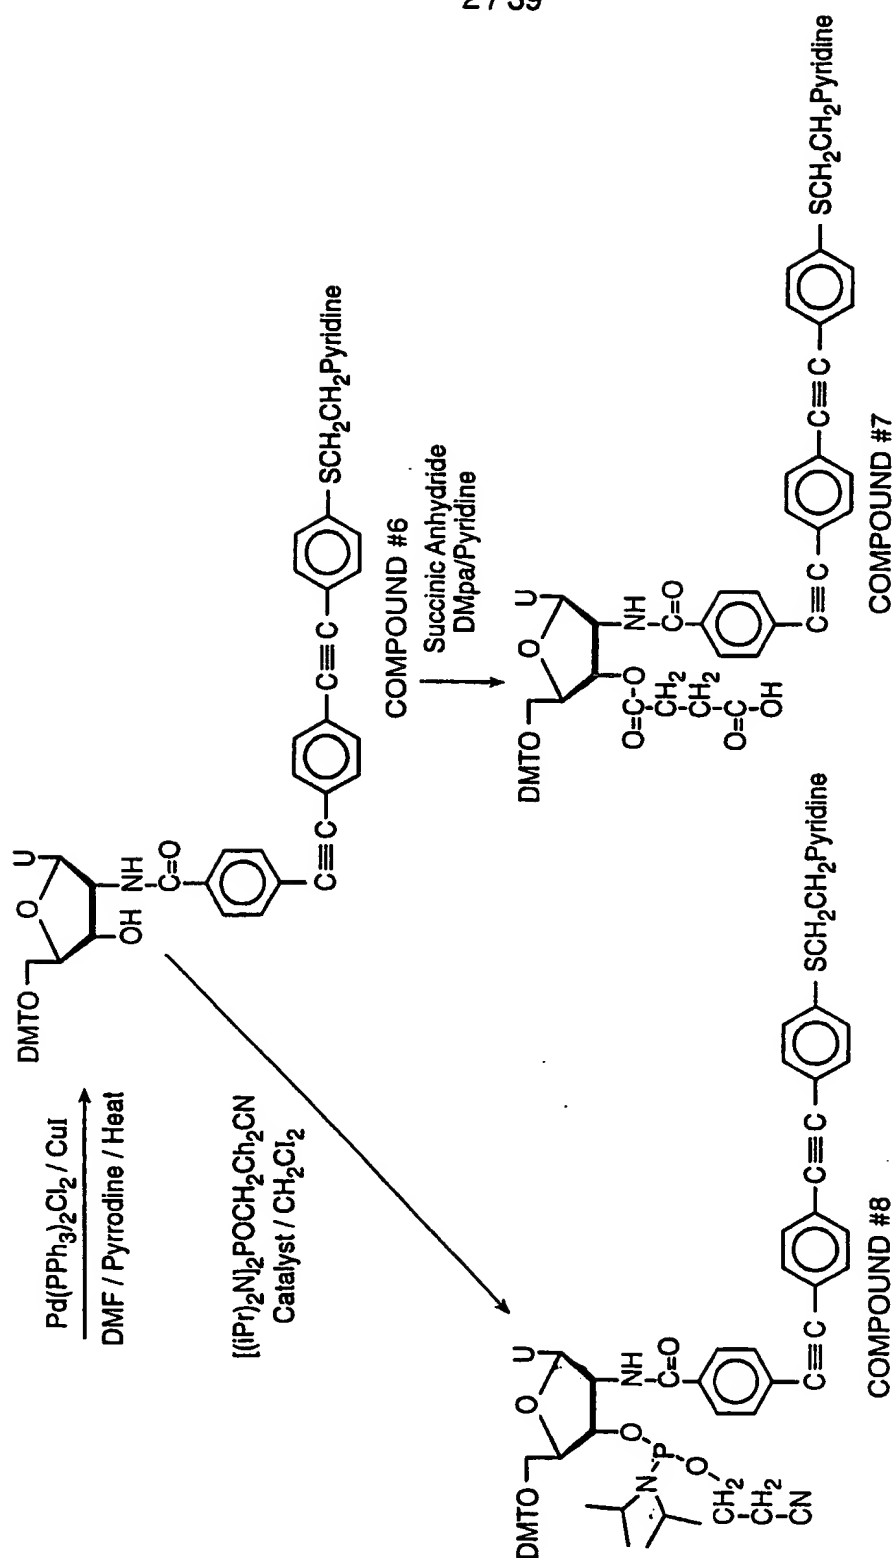 2 / 39
Pd(PPh3)2Cl2 / CuI
DMF / Pyrrodine / Heat
DMTO
O
U
OH
NH
C=O
C≡C
C≡C
SCH2CH2Pyridine
COMPOUND #6
[(iPr)2N]2POCH2Ch2CN
Catalyst / CH2Cl2
Succinic Anhydride
DMpa/Pyridine
DMTO
O
U
O
P
N
O
CH2
CH2
CN
NH
C=O
C≡C
C≡C
SCH2CH2Pyridine
COMPOUND #8
DMTO
O
U
O
O=C
CH2
CH2
O=C
OH
NH
C=O
C≡C
C≡C
SCH2CH2Pyridine
COMPOUND #7